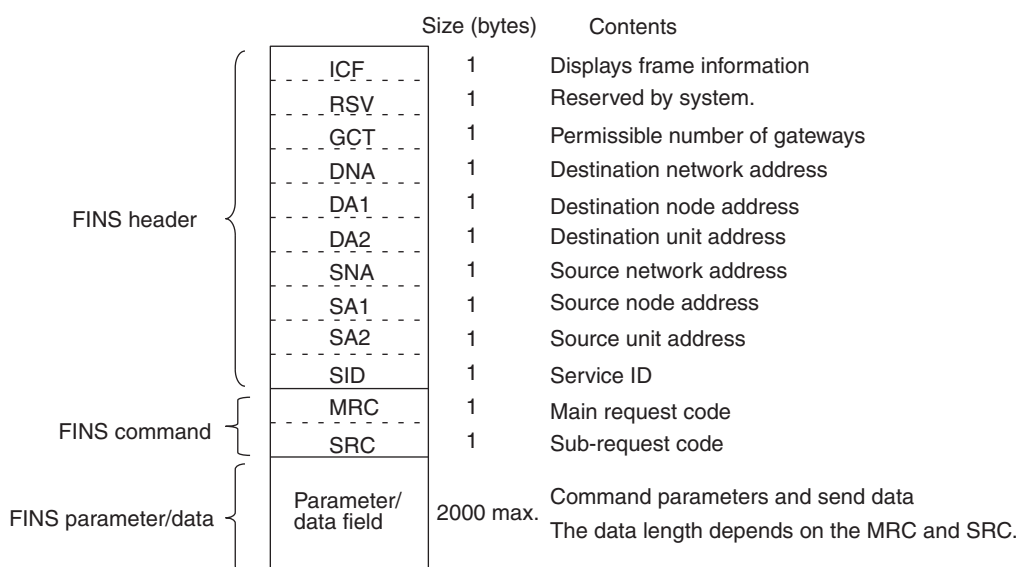 Size (bytes) Contents
ICF 1 Displays frame information
RSV 1 Reserved by system.
GCT 1 Permissible number of gateways
DNA 1 Destination network address
FINS header DA1 1 Destination node address
DA2 1 Destination unit address
SNA 1 Source network address
SA1 1 Source node address
SA2 1 Source unit address
SID 1 Service ID
MRC 1 Main request code
FINS command SRC 1 Sub-request code
FINS parameter/data Parameter/
data field 2000 max. Command parameters and send data
The data length depends on the MRC and SRC.